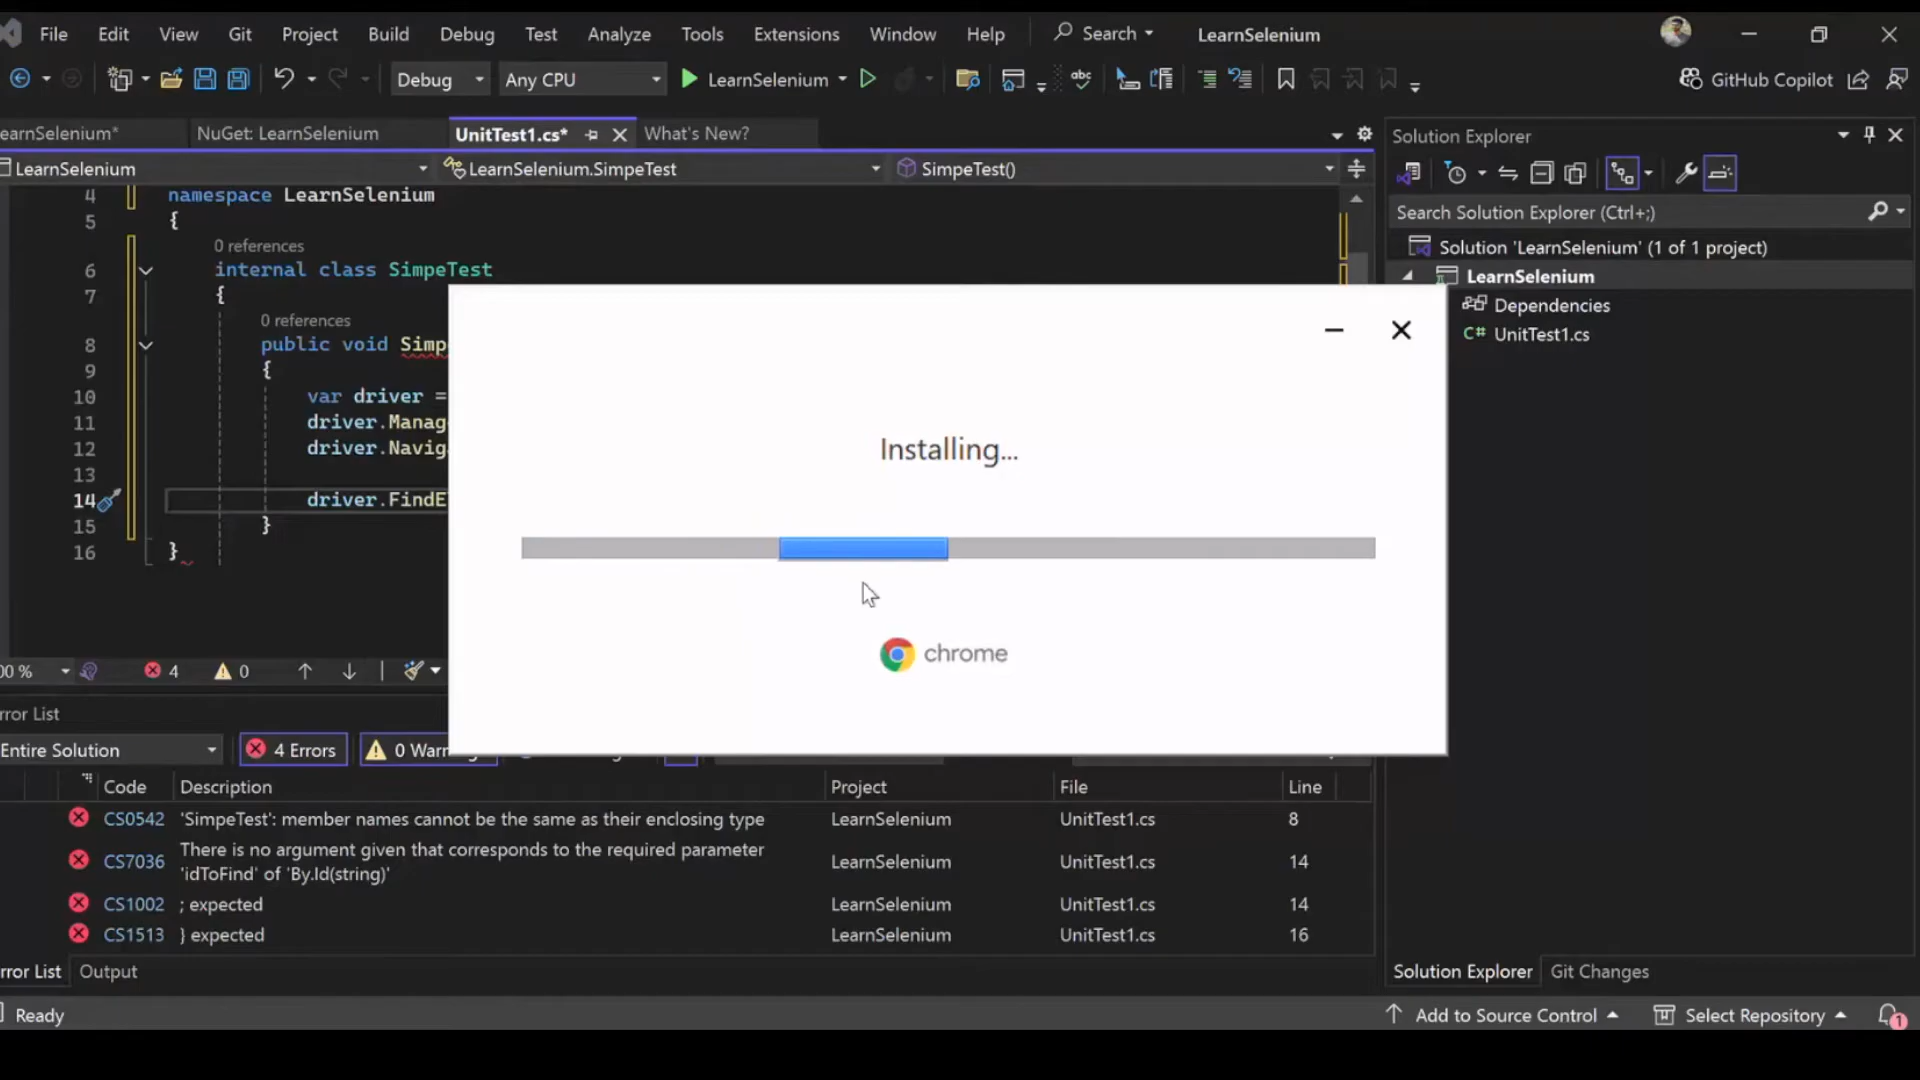 File Edit View Git Project Build Debug Test Analyze Tools Extensions Window Help Search LearnSelenium
Debug Any CPU LearnSelenium GitHub Copilot
earnSelenium* NuGet: LearnSelenium UnitTest1.cs* What's New?
LearnSelenium LearnSelenium.SimpeTest SimpeTest()
4 namespace LearnSelenium
5 {
0 references
6 internal class SimpeTest
7 {
0 references
8 public void Simp
9 {
10 var driver =
11 driver.Manag
12 driver.Navig
13
14 driver.FindE
15 }
16 }
Installing...
chrome
00 % 4 0
rror List
Entire Solution 4 Errors 0 Warn
Code Description Project File Line
CS0542 'SimpeTest': member names cannot be the same as their enclosing type LearnSelenium UnitTest1.cs 8
CS7036 There is no argument given that corresponds to the required parameter
'idToFind' of 'By.Id(string)' LearnSelenium UnitTest1.cs 14
CS1002 ; expected LearnSelenium UnitTest1.cs 14
CS1513 } expected LearnSelenium UnitTest1.cs 16
rror List Output
Solution Explorer
Search Solution Explorer (Ctrl+;)
Solution 'LearnSelenium' (1 of 1 project)
LearnSelenium
Dependencies
C# UnitTest1.cs
Solution Explorer Git Changes
Ready Add to Source Control Select Repository 1